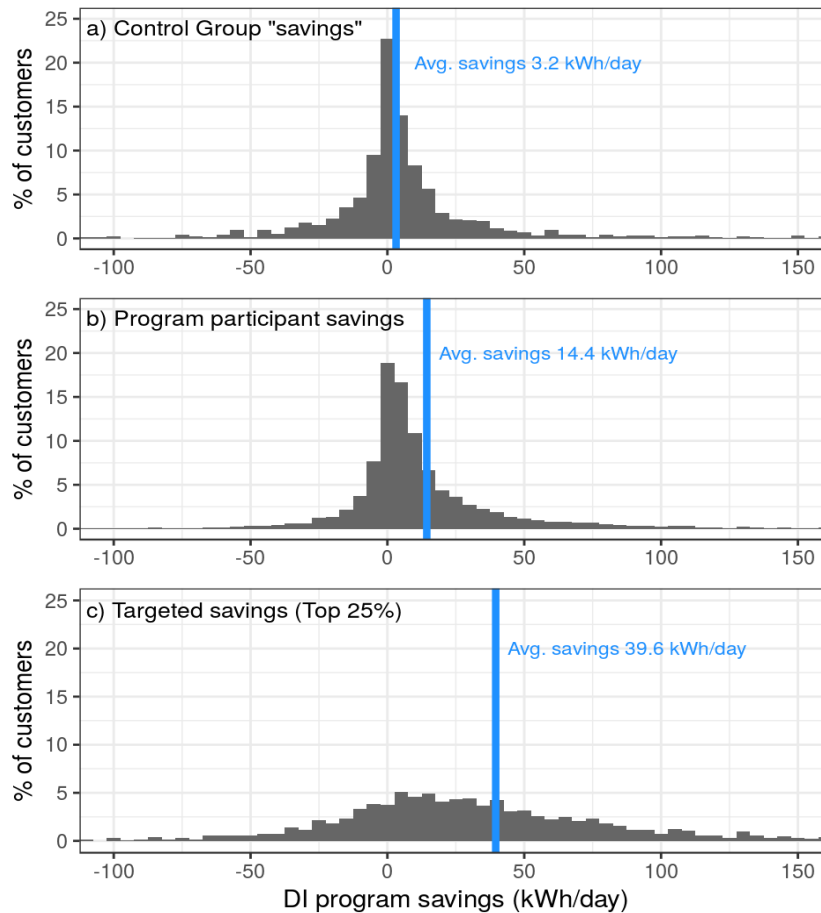 a) Control Group "savings"
Avg. savings 3.2 kWh/day
% of customers
25
20
15
10
5
0
-100 -50 0 50 100 150
b) Program participant savings
Avg. savings 14.4 kWh/day
% of customers
25
20
15
10
5
0
-100 -50 0 50 100 150
c) Targeted savings (Top 25%)
Avg. savings 39.6 kWh/day
% of customers
25
20
15
10
5
0
-100 -50 0 50 100 150
DI program savings (kWh/day)